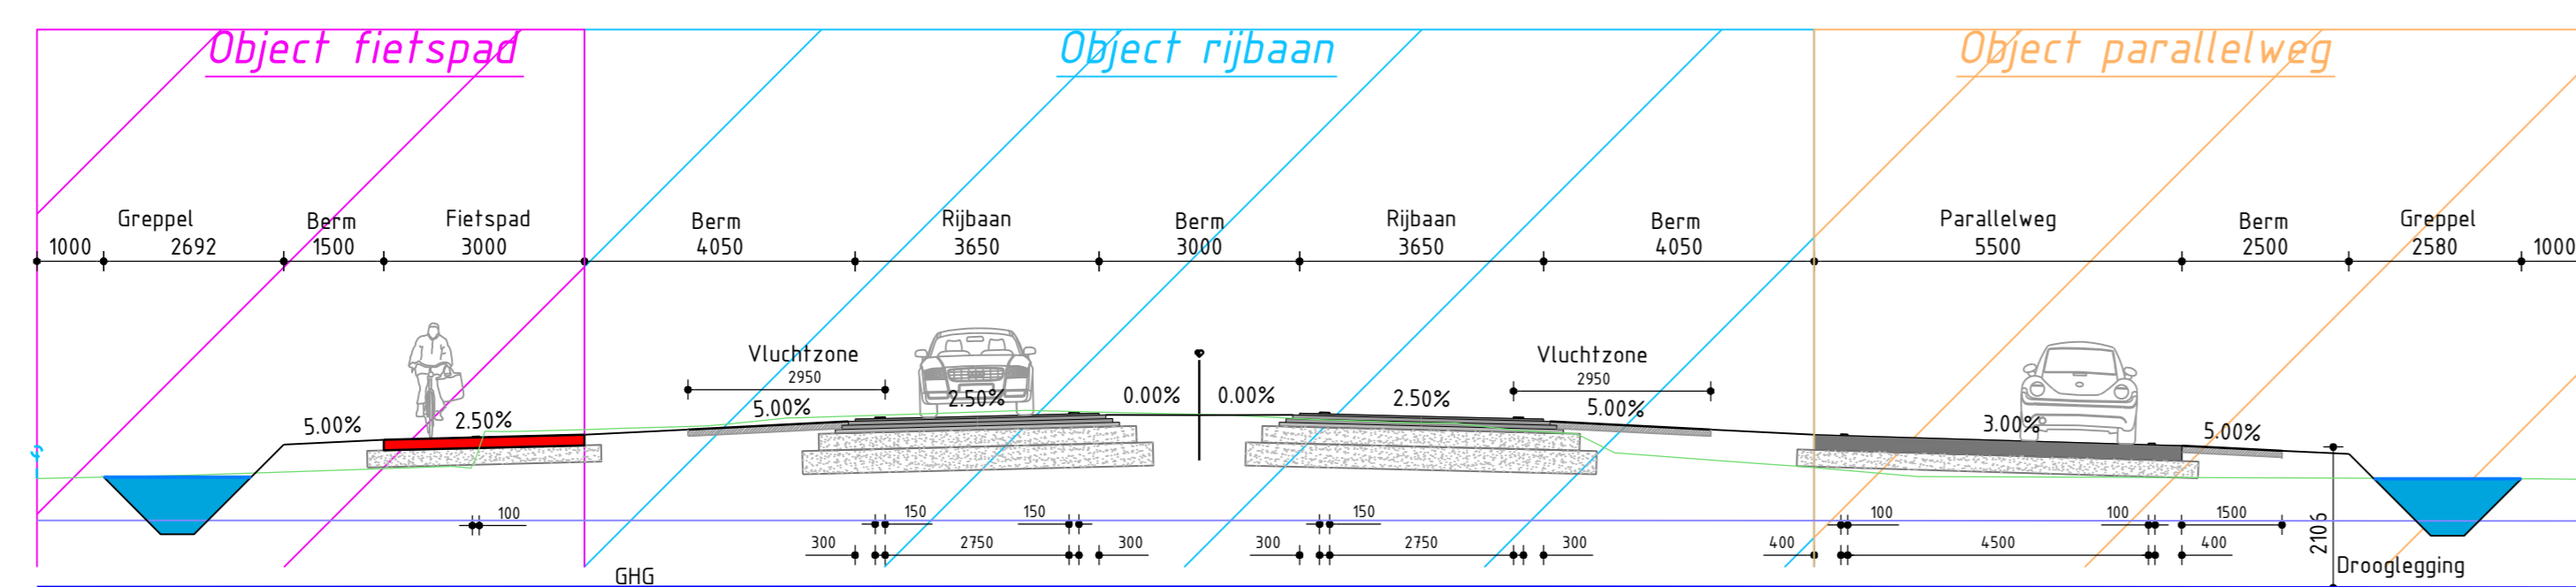 Object fietspad Object rijbaan Object parallelweg
Greppel Berm Fietspad Berm Rijbaan Berm Rijbaan Berm Parallelweg Berm Greppel
1000 2692 1500 3000 4050 3650 3000 3650 4050 5500 2500 2580 1000
Vluchtzone Vluchtzone
2950 2950
5.00% 2.50% 5.00% 2.50% 0.00% 0.00% 2.50% 5.00% 3.00% 5.00%
100 150 150 150 100 100 1500
300 2750 300 300 2750 300 400 4500 400
2106
GHG Drooglegging